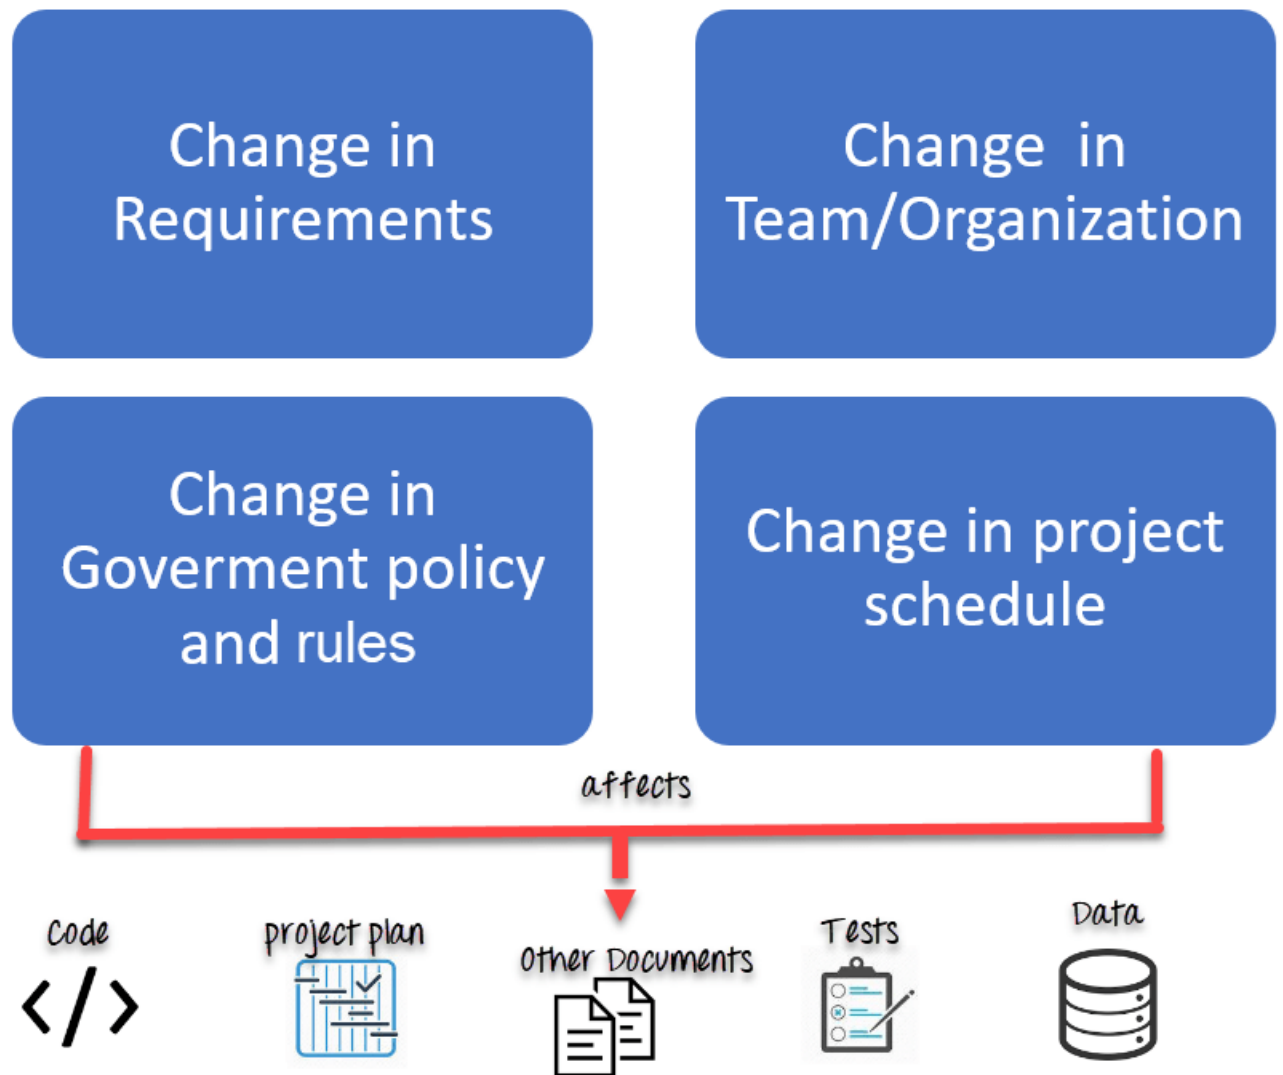 Change in
Requirements
Change in
Team/Organization
Change in
Goverment policy
and rules
Change in project
schedule
affects
Code
project plan
Other Documents
Tests
Data